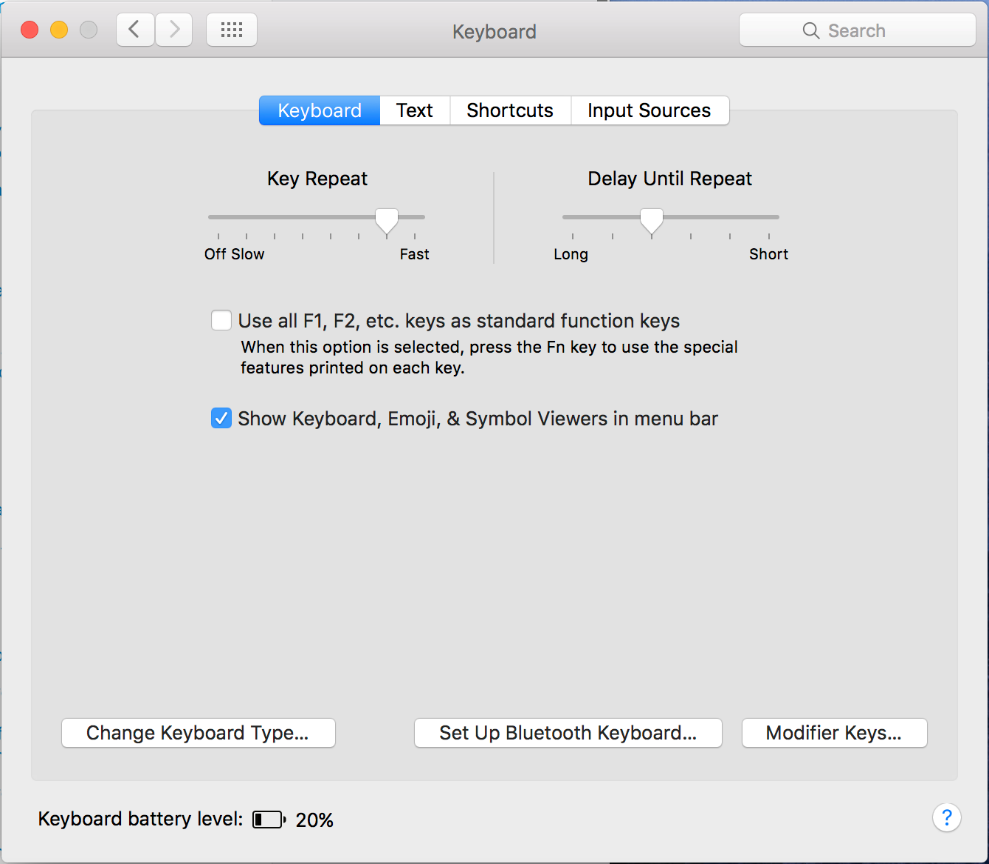 Keyboard
Search
Keyboard Text Shortcuts Input Sources
Key Repeat
Delay Until Repeat
Off Slow Fast
Long Short
Use all F1, F2, etc. keys as standard function keys
When this option is selected, press the Fn key to use the special
features printed on each key.
Show Keyboard, Emoji, & Symbol Viewers in menu bar
Change Keyboard Type...
Set Up Bluetooth Keyboard...
Modifier Keys...
Keyboard battery level: 20%
?